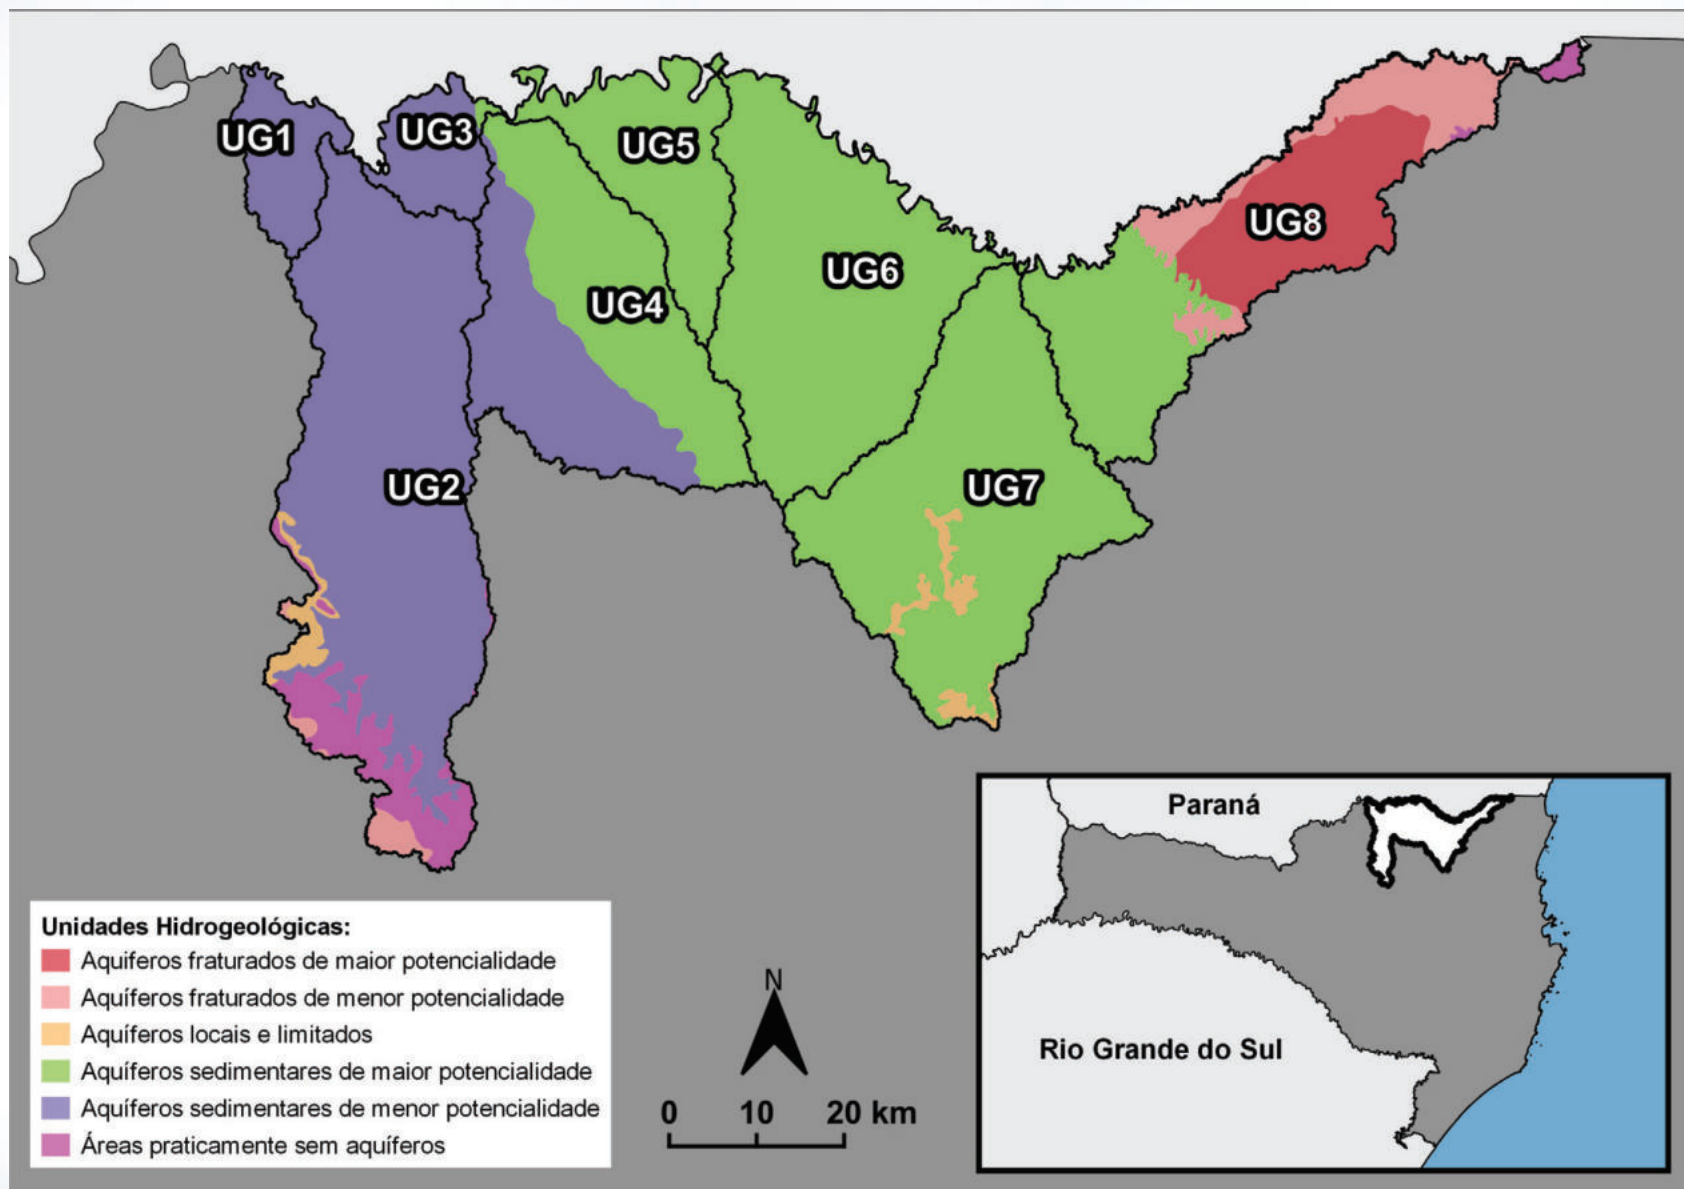 UG1
UG3
UG5
UG8
UG6
UG4
UG2
UG7
Unidades Hidrogeológicas:
Aquiferos fraturados de maior potencialidade
Aquíferos fraturados de menor potencialidade
Aquíferos locais e limitados
Aquíferos sedimentares de maior potencialidade
Aquíferos sedimentares de menor potencialidade
Áreas praticamente sem aquíferos
N
0 10 20 km
Paraná
Rio Grande do Sul